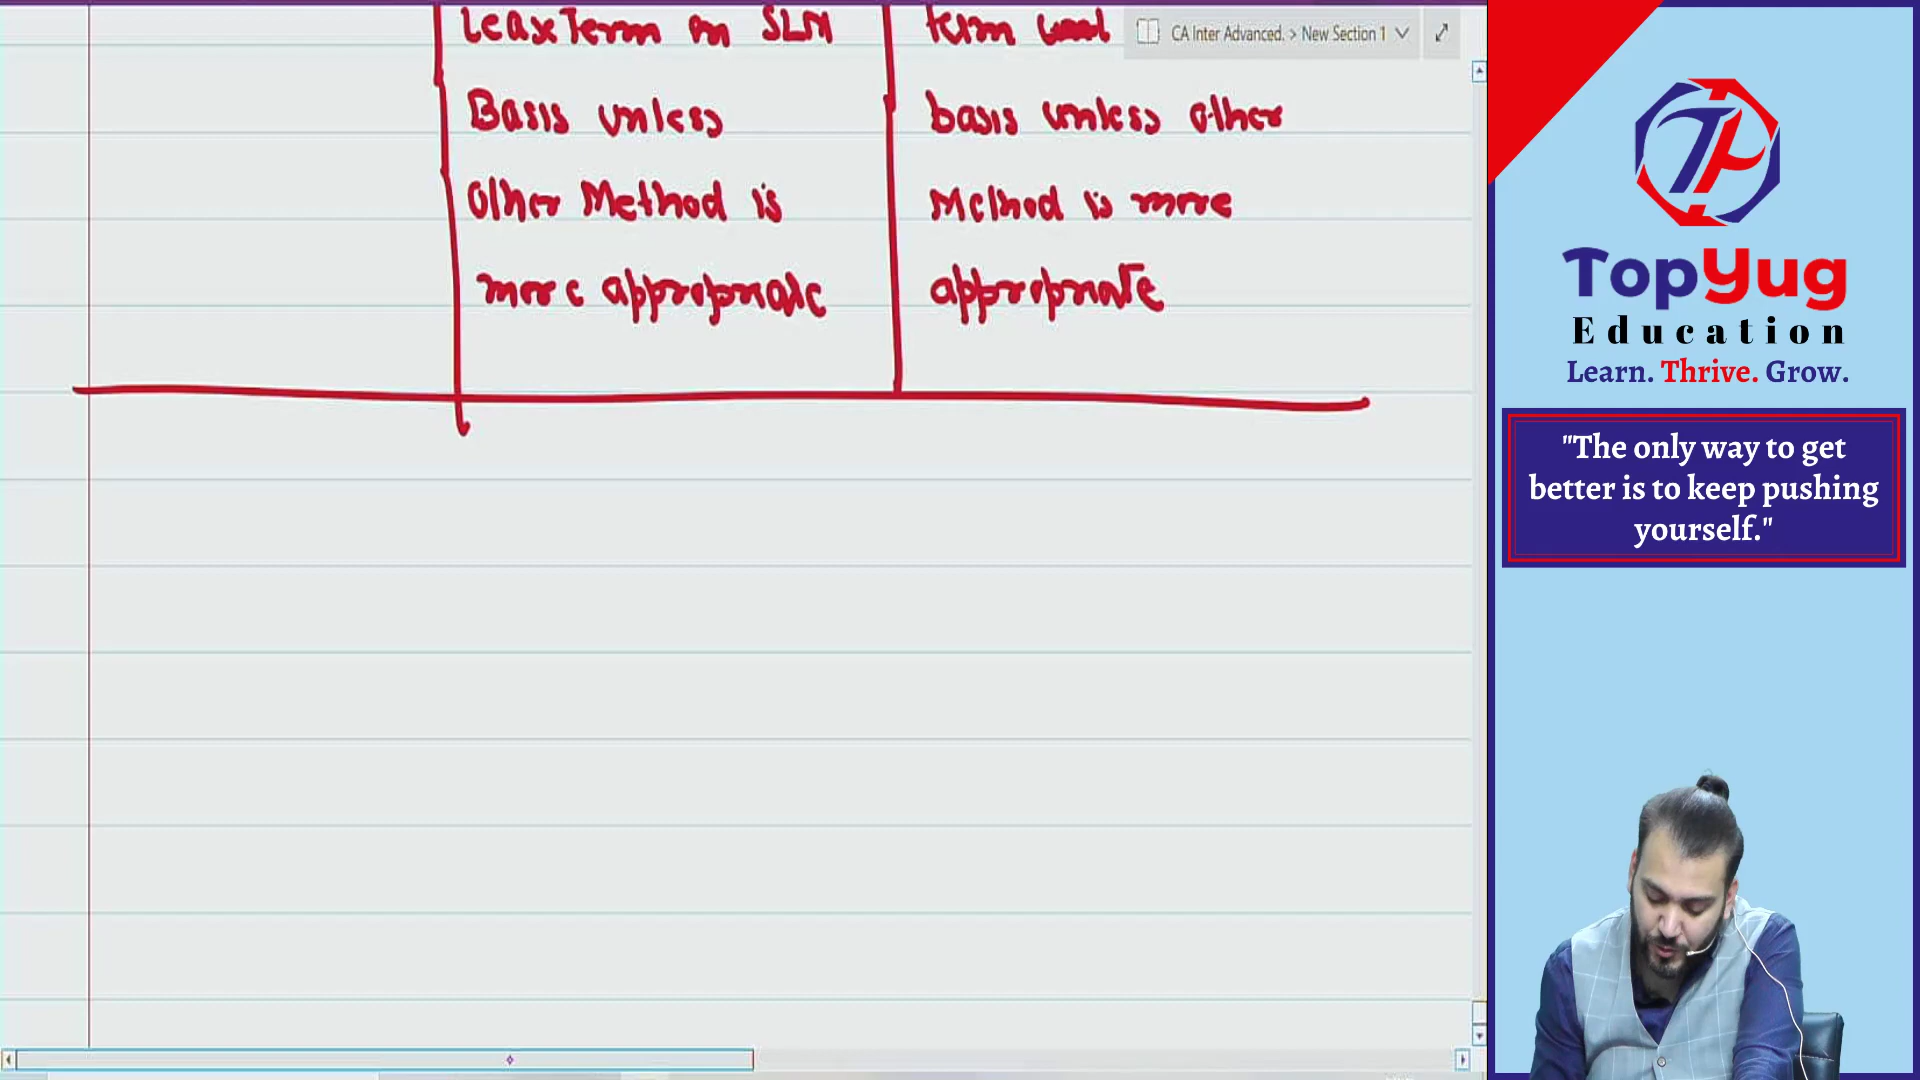 Lease Term on SLM
Basis unless
Other Method is
more appropriate
term
basis unless other
Method is more
appropriate
CA Inter Advanced. > New Section 1
TopYug
Education
Learn. Thrive. Grow.
"The only way to get
better is to keep pushing
yourself."